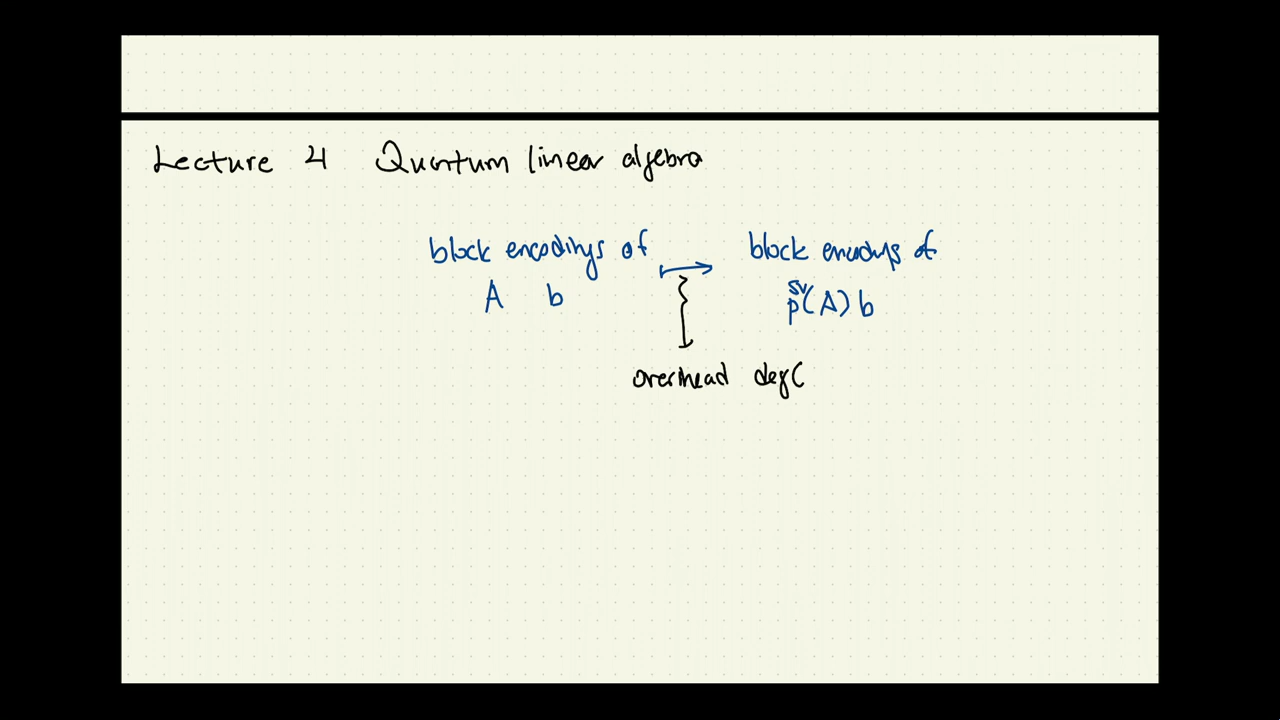 Lecture 4 Quantum linear algebra
block encodings of block encodings of
A b p^{SV}(A) b
overhead deg(